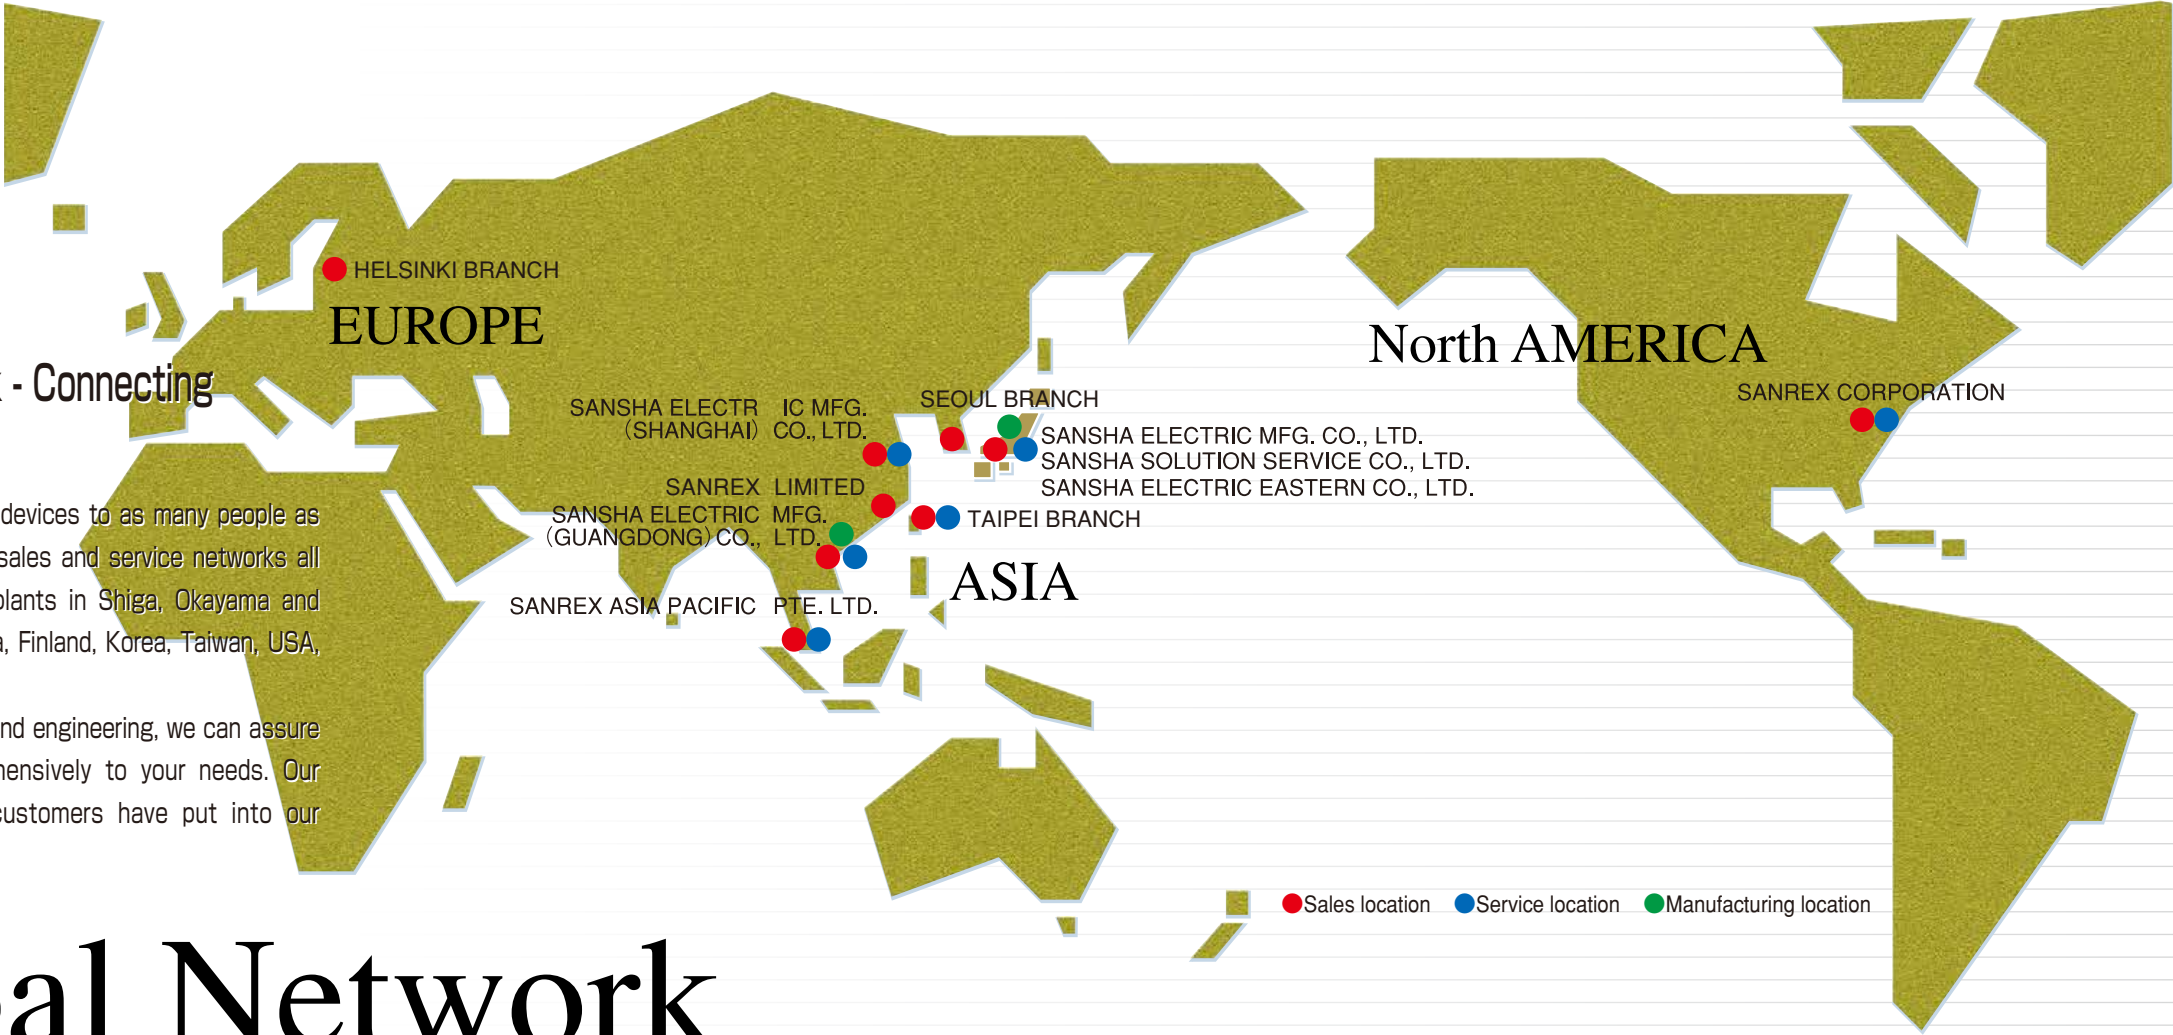 HELSINKI BRANCH
EUROPE
- Connecting
devices to as many people as
sales and service networks all
plants in Shiga, Okayama and
Finland, Korea, Taiwan, USA,
and engineering, we can assure
to your needs. Our
customers have put into our
SANSHA ELECTR IC MFG.
(SHANGHAI) CO., LTD.
SEOUL BRANCH
SANSHA ELECTRIC MFG. CO., LTD.
SANSHA SOLUTION SERVICE CO., LTD.
SANSHA ELECTRIC EASTERN CO., LTD.
SANREX LIMITED
SANSHA ELECTRIC MFG.
(GUANGDONG) CO., LTD.
TAIPEI BRANCH
ASIA
SANREX ASIA PACIFIC PTE. LTD.
North AMERICA
SANREX CORPORATION
Sales location Service location Manufacturing location
Network